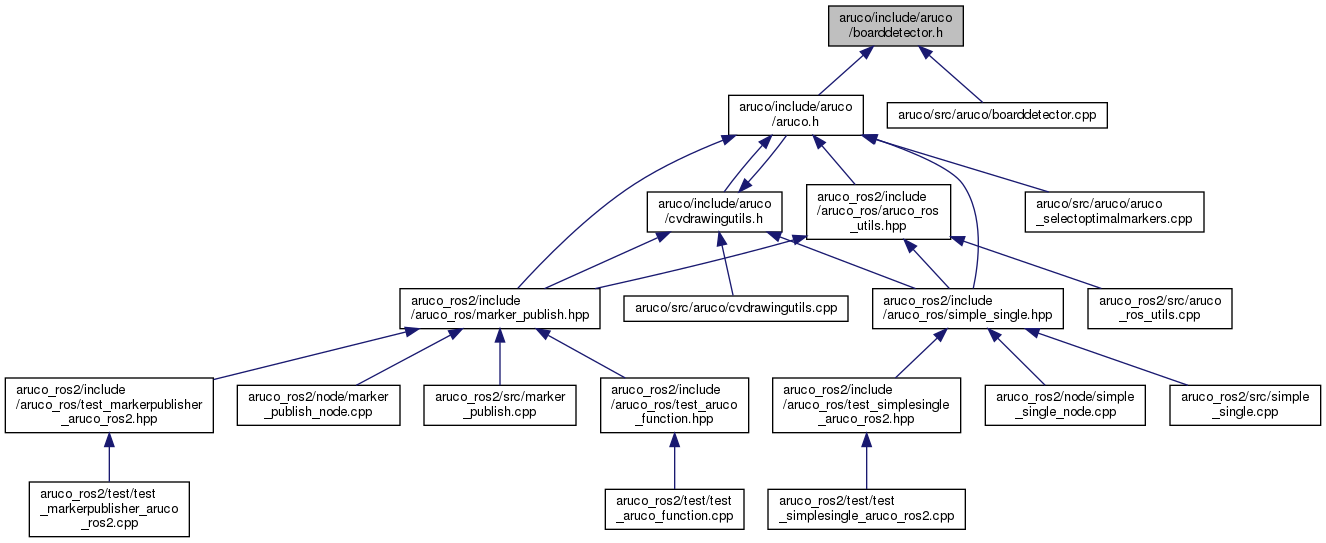 aruco/include/aruco
/boarddetector.h
aruco/include/aruco
/aruco.h
aruco/src/aruco/boarddetector.cpp
aruco/include/aruco
/cvdrawingutils.h
aruco_ros2/include
/aruco_ros/aruco_ros
_utils.hpp
aruco/src/aruco/aruco
_selectoptimalmarkers.cpp
aruco_ros2/include
/aruco_ros/marker_publish.hpp
aruco/src/aruco/cvdrawingutils.cpp
aruco_ros2/include
/aruco_ros/simple_single.hpp
aruco_ros2/src/aruco
_ros_utils.cpp
aruco_ros2/include
/aruco_ros/test_markerpublisher
_aruco_ros2.hpp
aruco_ros2/node/marker
_publish_node.cpp
aruco_ros2/src/marker
_publish.cpp
aruco_ros2/include
/aruco_ros/test_aruco
_function.hpp
aruco_ros2/include
/aruco_ros/test_simplesingle
_aruco_ros2.hpp
aruco_ros2/node/simple
_single_node.cpp
aruco_ros2/src/simple
_single.cpp
aruco_ros2/test/test
_markerpublisher_aruco
_ros2.cpp
aruco_ros2/test/test
_aruco_function.cpp
aruco_ros2/test/test
_simplesingle_aruco_ros2.cpp